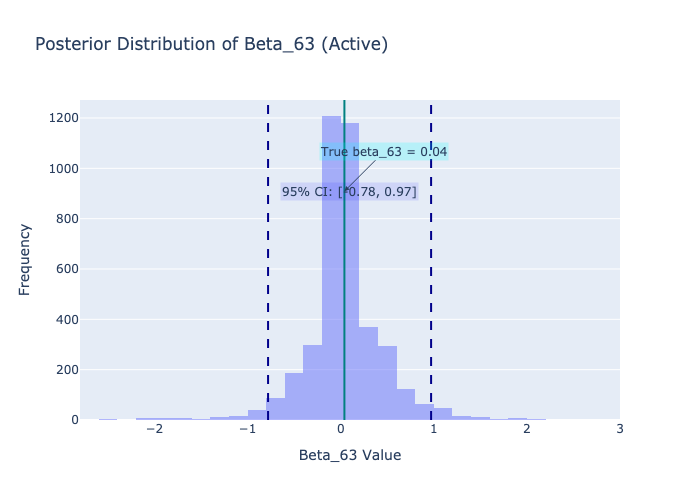 Posterior Distribution of Beta_63 (Active)
1200
1000
800
600
400
200
0
Frequency
True beta_63 = 0.04
95% CI: [-0.78, 0.97]
−2
−1
0
1
2
3
Beta_63 Value